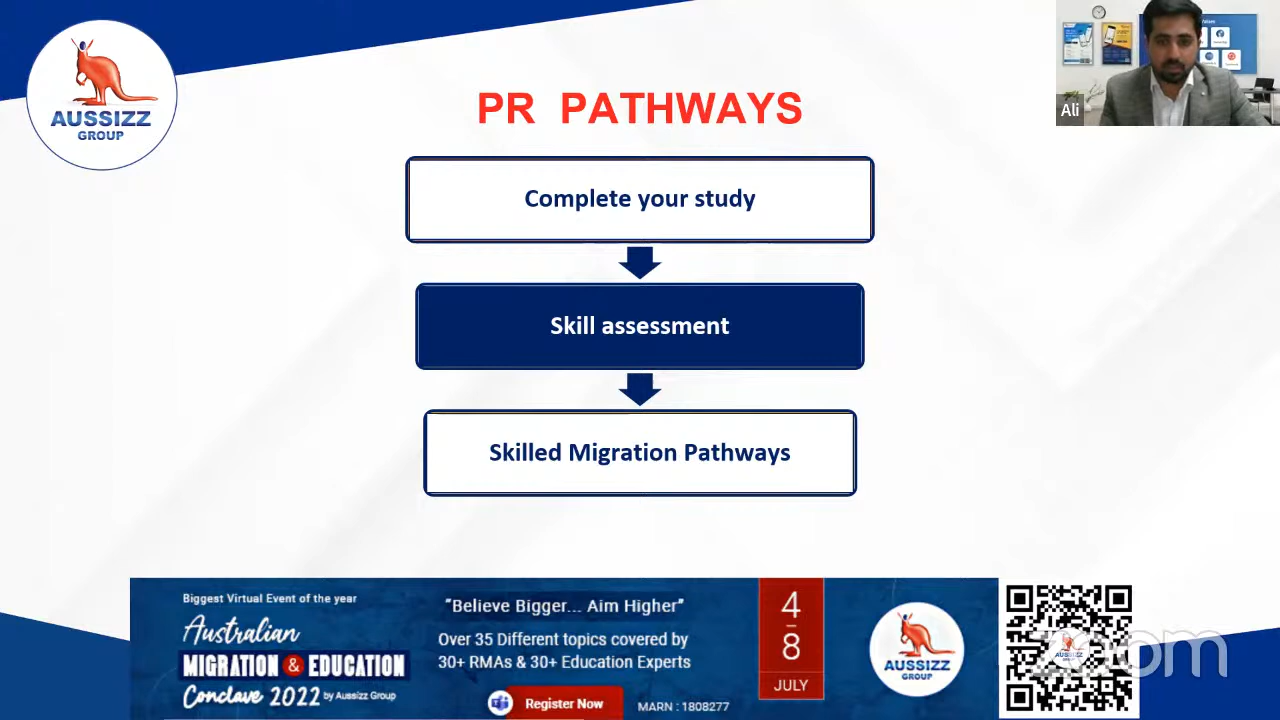 AUSSIZZ
GROUP
PR PATHWAYS
Ali
Complete your study
Skill assessment
Skilled Migration Pathways
Biggest Virtual Event of the year
Australian
MIGRATION & EDUCATION
Conclave 2022 by Aussizz Group
"Believe Bigger... Aim Higher"
Over 35 Different topics covered by
30+ RMAs & 30+ Education Experts
Register Now
MARN : 1808277
4
–
8
JULY
AUSSIZZ
GROUP
zoom